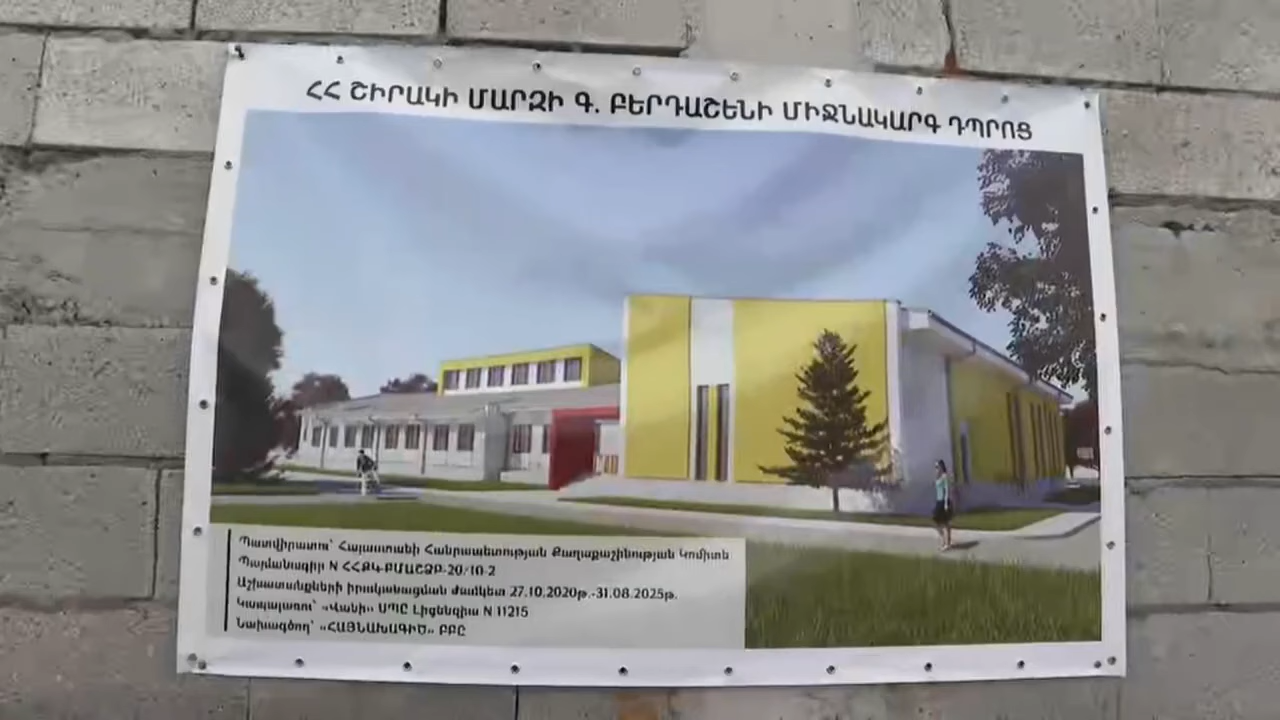 ՀՀ ՇԻՐԱԿԻ ՄԱՐԶԻ Գ. ԲԵՐԴԱՇԵՆԻ ՄԻՋՆԱԿԱՐԳ ԴՊՐՈՑ
Պատվիրատու՝ Հայաստանի Հանրապետության Քաղաքաշինության Կոմիտե
Պայմանագիր N ՀՀՔԿ-ԲՄԱՇՁԲ-20/10-2
Աշխատանքների իրականացման ժամկետ 27.10.2020թ.-31.08.2025թ.
Կապալառու՝ «Վանի» ՍՊԸ Լիցենզիա N 11215
Նախագծող՝ «ՀԱՅՆԱԽԱԳԻԾ» ԲԲԸ